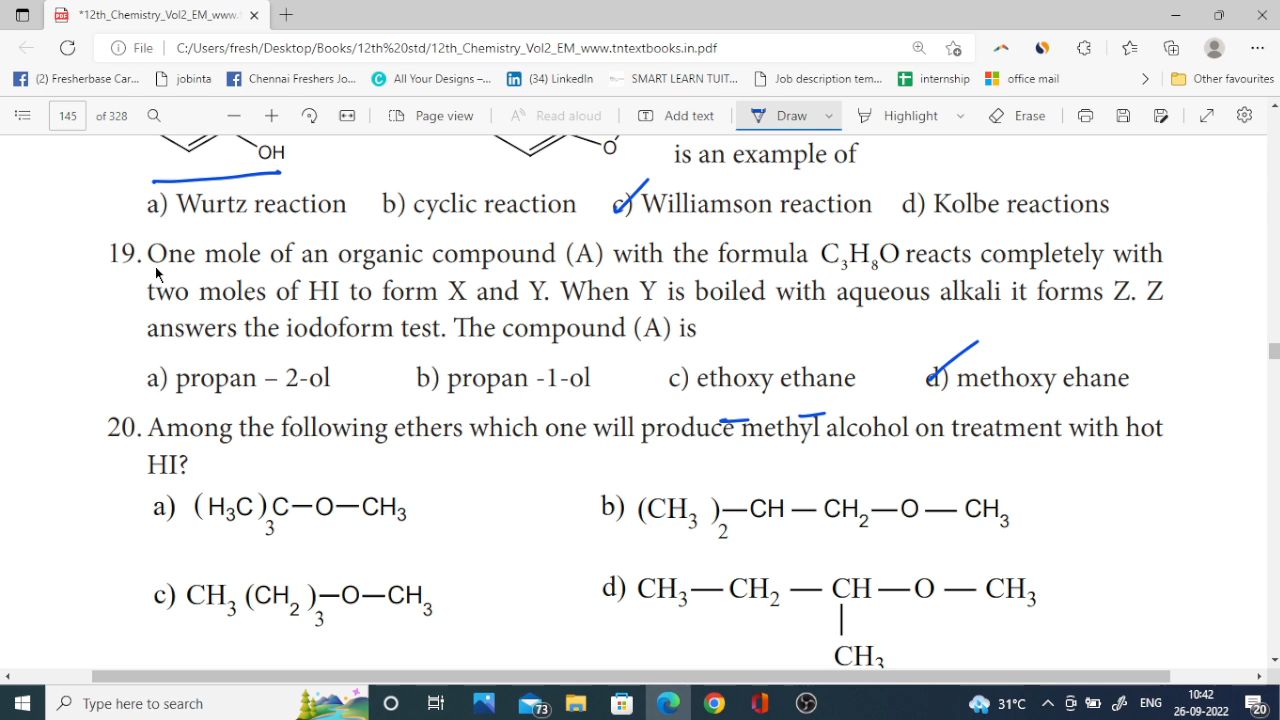 *12th_Chemistry_Vol2_EM_www.
File C:/Users/fresh/Desktop/Books/12th%20std/12th_Chemistry_Vol2_EM_www.tntextbooks.in.pdf
(2) Fresherbase Car... jobinta Chennai Freshers Jo... All Your Designs –... (34) LinkedIn SMART LEARN TUIT... Job description tem... internship office mail Other favourites
145 of 328 Page view Read aloud Add text Draw Highlight Erase
OH O is an example of
a) Wurtz reaction b) cyclic reaction c) Williamson reaction d) Kolbe reactions
19. One mole of an organic compound (A) with the formula C₃H₈O reacts completely with
two moles of HI to form X and Y. When Y is boiled with aqueous alkali it forms Z. Z
answers the iodoform test. The compound (A) is
a) propan – 2-ol b) propan -1-ol c) ethoxy ethane d) methoxy ehane
20. Among the following ethers which one will produce methyl alcohol on treatment with hot
HI?
a) (H₃C)₃C—O—CH₃ b) (CH₃)₂—CH—CH₂—O—CH₃
c) CH₃(CH₂)₃—O—CH₃ d) CH₃—CH₂—CH—O—CH₃
CH₃
Type here to search 73 31°C ENG 10:42
26-09-2022 20